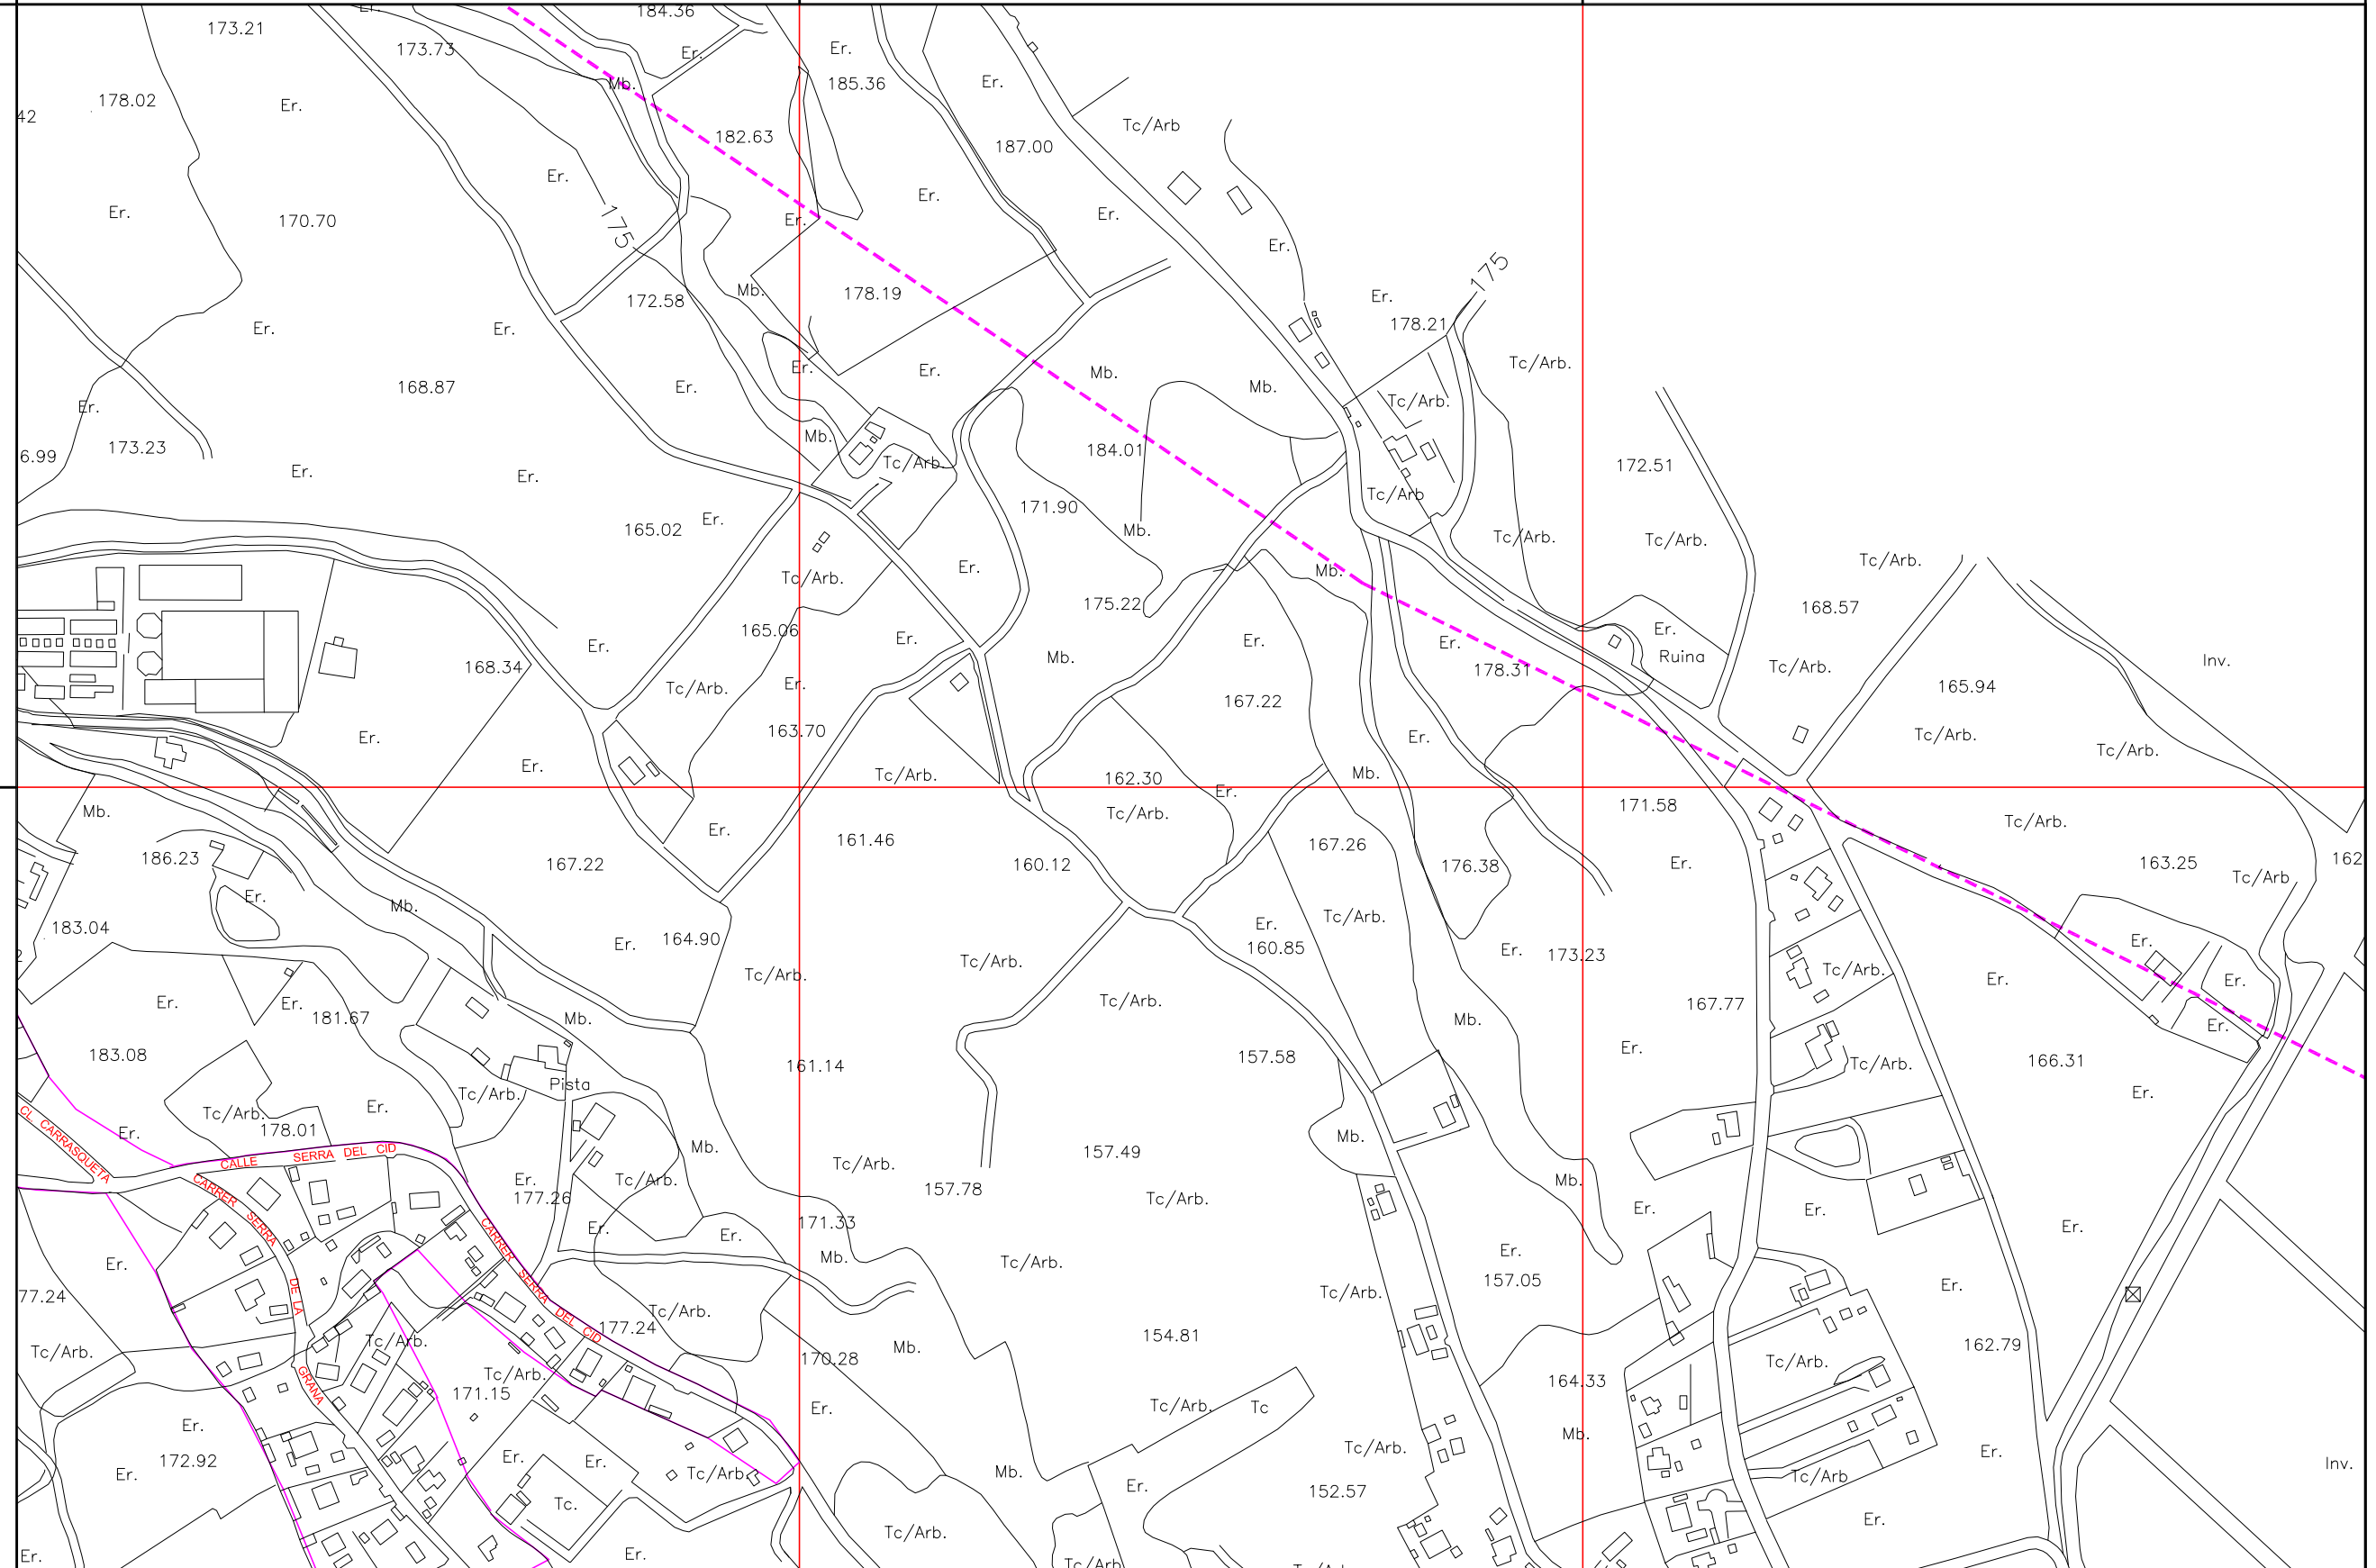 Er.
184.36
173.21
173.73
Er.
Er.
185.36
Er.
Mb.
178.02
Er.
42
182.63
187.00
Tc/Arb
Er.
Er.
Er.
Er.
Er.
170.70
175
Er.
175
172.58
Mb.
178.19
Er.
178.21
Er.
Er.
Tc/Arb.
168.87
Er.
Er.
Er.
Mb.
Mb.
Tc/Arb.
Er.
173.23
6.99
Mb.
184.01
Tc/Arb.
172.51
Er.
Er.
Tc/Arb
171.90
165.02
Er.
Mb.
Tc/Arb.
Tc/Arb.
Tc/Arb.
Er.
Tc/Arb.
Mb.
175.22
168.57
165.06
Er.
Er.
Er.
Er.
Er.
Ruina
168.34
Mb.
178.31
Tc/Arb.
Inv.
Tc/Arb.
Er.
165.94
167.22
163.70
Er.
Er.
Tc/Arb.
Tc/Arb.
Er.
Tc/Arb.
162.30
Mb.
Er.
Mb.
Tc/Arb.
171.58
Er.
161.46
Tc/Arb.
186.23
167.22
160.12
167.26
176.38
Er.
163.25
162
Tc/Arb
Er.
Mb.
183.04
Er.
164.90
Er.
Tc/Arb.
160.85
Er.
173.23
Er.
2
Tc/Arb.
Tc/Arb.
Tc/Arb.
Er.
Er.
Er.
Er.
181.67
Mb.
Tc/Arb.
167.77
Mb.
Er.
183.08
161.14
157.58
Er.
Tc/Arb.
166.31
Pista
Tc/Arb.
Er.
Tc/Arb.
Er.
178.01
Er.
Mb.
Mb.
157.49
CL CARRASQUETA
CALLE SERRA DEL CID
Tc/Arb.
Er.
Tc/Arb.
157.78
177.26
Tc/Arb.
Mb.
Er.
Er.
CARRER SERRA DE LA GRANA
CARRER SERRA DEL CID
Er.
Er.
171.33
Er.
Mb.
Er.
Tc/Arb.
Er.
157.05
Er.
77.24
Tc/Arb.
Tc/Arb.
177.24
154.81
Mb.
162.79
Tc/Arb.
Tc/Arb.
170.28
Tc/Arb.
Tc/Arb.
171.15
164.33
Er.
Tc/Arb.
Tc
Er.
Mb.
Tc/Arb.
Er.
172.92
Er.
Er.
Er.
Tc/Arb.
Mb.
Er.
Inv.
Tc/Arb
152.57
Tc.
Er.
Tc/Arb.
Er.
Er.
Tc/Arb